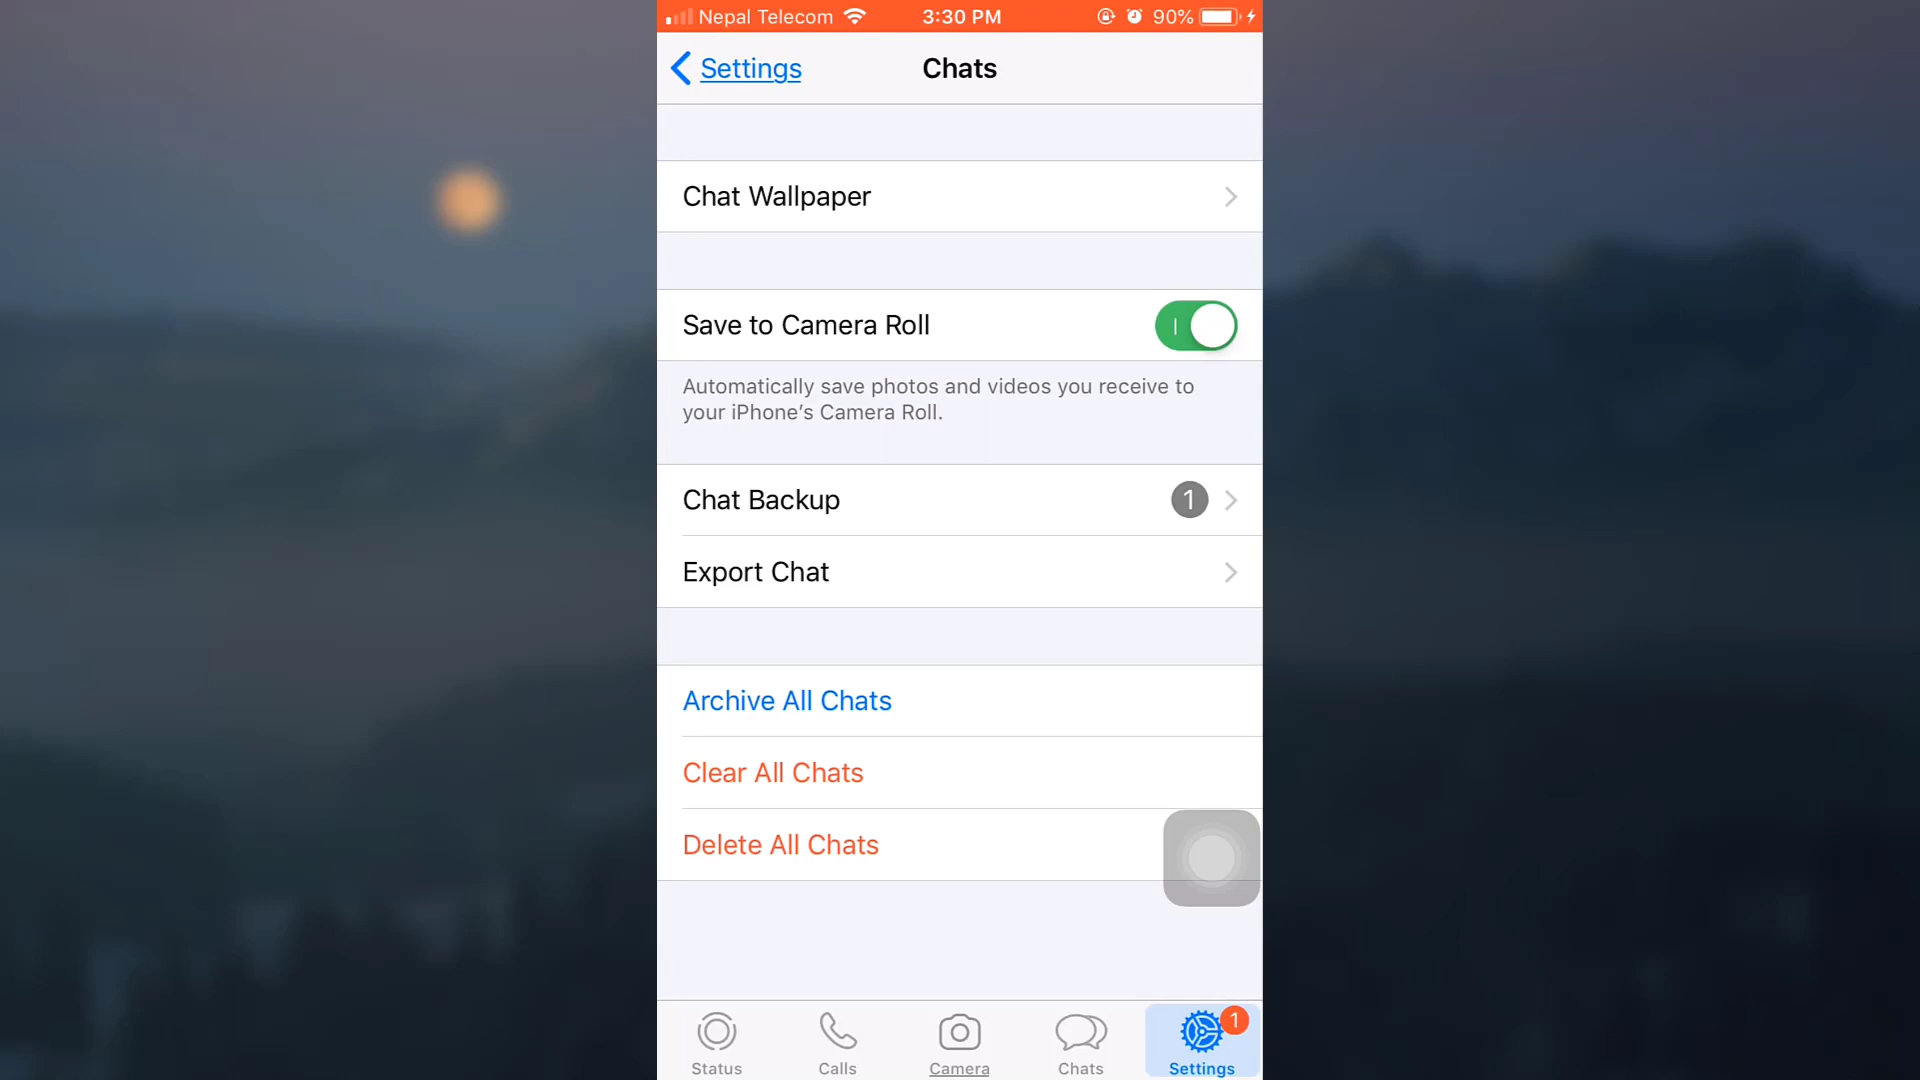 Nepal Telecom 3:30 PM 90%
Settings Chats
Chat Wallpaper
Save to Camera Roll
Automatically save photos and videos you receive to
your iPhone’s Camera Roll.
Chat Backup 1
Export Chat
Archive All Chats
Clear All Chats
Delete All Chats
1
Status Calls Camera Chats Settings